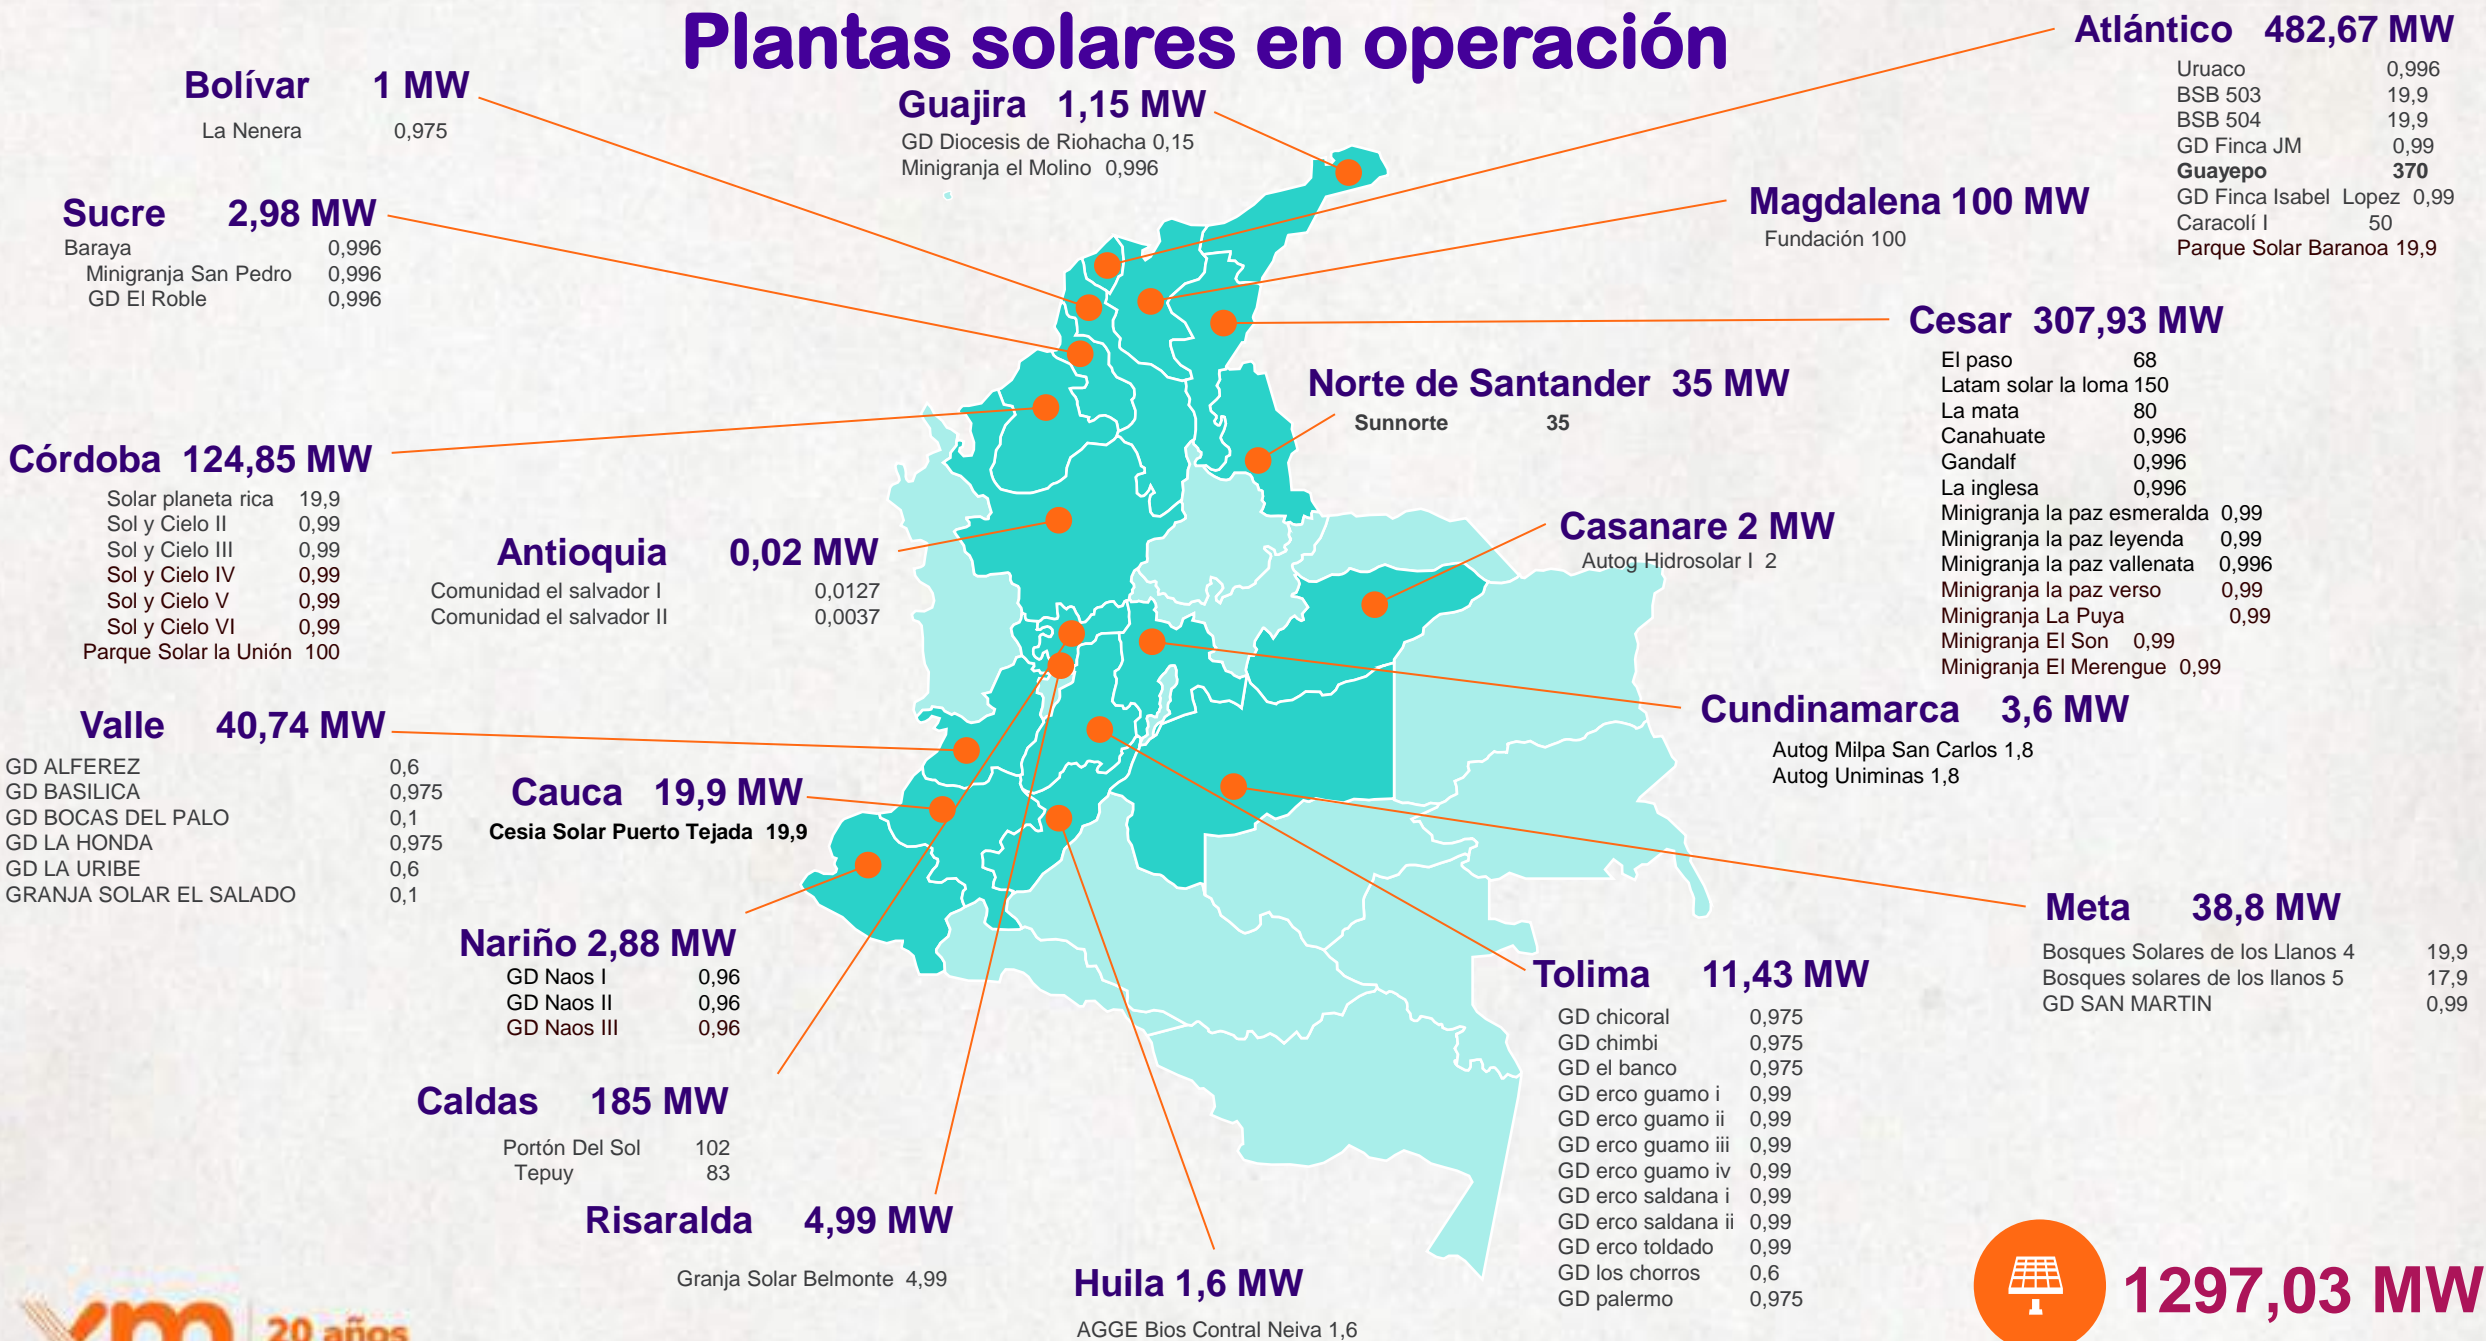 Plantas solares en operación
Bolívar 1 MW
La Nenera 0,975
Sucre 2,98 MW
Baraya 0,996
Minigranja San Pedro 0,996
GD El Roble 0,996
Córdoba 124,85 MW
Solar planeta rica 19,9
Sol y Cielo II 0,99
Sol y Cielo III 0,99
Sol y Cielo IV 0,99
Sol y Cielo V 0,99
Sol y Cielo VI 0,99
Parque Solar la Unión 100
Antioquia 0,02 MW
Comunidad el salvador I 0,0127
Comunidad el salvador II 0,0037
Valle 40,74 MW
GD ALFEREZ 0,6
GD BASILICA 0,975
GD BOCAS DEL PALO 0,1
GD LA HONDA 0,975
GD LA URIBE 0,6
GRANJA SOLAR EL SALADO 0,1
Cauca 19,9 MW
Cesia Solar Puerto Tejada 19,9
Nariño 2,88 MW
GD Naos I 0,96
GD Naos II 0,96
GD Naos III 0,96
Caldas 185 MW
Portón Del Sol 102
Tepuy 83
Risaralda 4,99 MW
Granja Solar Belmonte 4,99
Huila 1,6 MW
AGGE Bios Contral Neiva 1,6
Guajira 1,15 MW
GD Diocesis de Riohacha 0,15
Minigranja el Molino 0,996
Atlántico 482,67 MW
Uruaco 0,996
BSB 503 19,9
BSB 504 19,9
GD Finca JM 0,99
Guayepo 370
GD Finca Isabel Lopez 0,99
Caracolí I 50
Parque Solar Baranoa 19,9
Magdalena 100 MW
Fundación 100
Cesar 307,93 MW
El paso 68
Latam solar la loma 150
La mata 80
Canahuate 0,996
Gandalf 0,996
La inglesa 0,996
Minigranja la paz esmeralda 0,99
Minigranja la paz leyenda 0,99
Minigranja la paz vallenata 0,996
Minigranja la paz verso 0,99
Minigranja La Puya 0,99
Minigranja El Son 0,99
Minigranja El Merengue 0,99
Norte de Santander 35 MW
Sunnorte 35
Casanare 2 MW
Autog Hidrosolar I 2
Cundinamarca 3,6 MW
Autog Milpa San Carlos 1,8
Autog Uniminas 1,8
Meta 38,8 MW
Bosques Solares de los Llanos 4 19,9
Bosques solares de los llanos 5 17,9
GD SAN MARTIN 0,99
Tolima 11,43 MW
GD chicoral 0,975
GD chimbi 0,975
GD el banco 0,975
GD erco guamo i 0,99
GD erco guamo ii 0,99
GD erco guamo iii 0,99
GD erco guamo iv 0,99
GD erco saldana i 0,99
GD erco saldana ii 0,99
GD erco toldado 0,99
GD los chorros 0,6
GD palermo 0,975
1297,03 MW
xm
20 años